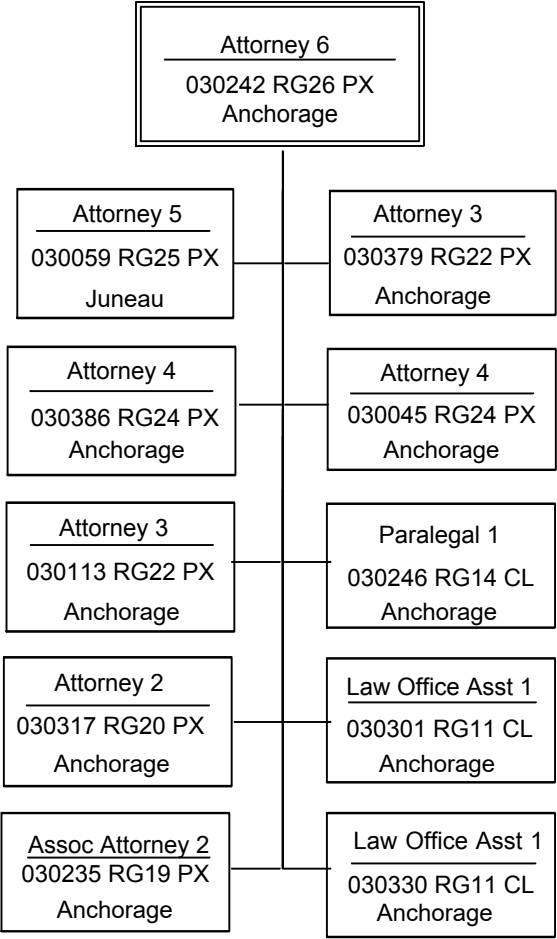 Attorney 6
030242 RG26 PX
Anchorage
Attorney 5
030059 RG25 PX
Juneau
Attorney 3
030379 RG22 PX
Anchorage
Attorney 4
030386 RG24 PX
Anchorage
Attorney 4
030045 RG24 PX
Anchorage
Attorney 3
030113 RG22 PX
Anchorage
Paralegal 1
030246 RG14 CL
Anchorage
Attorney 2
030317 RG20 PX
Anchorage
Law Office Asst 1
030301 RG11 CL
Anchorage
Assoc Attorney 2
030235 RG19 PX
Anchorage
Law Office Asst 1
030330 RG11 CL
Anchorage